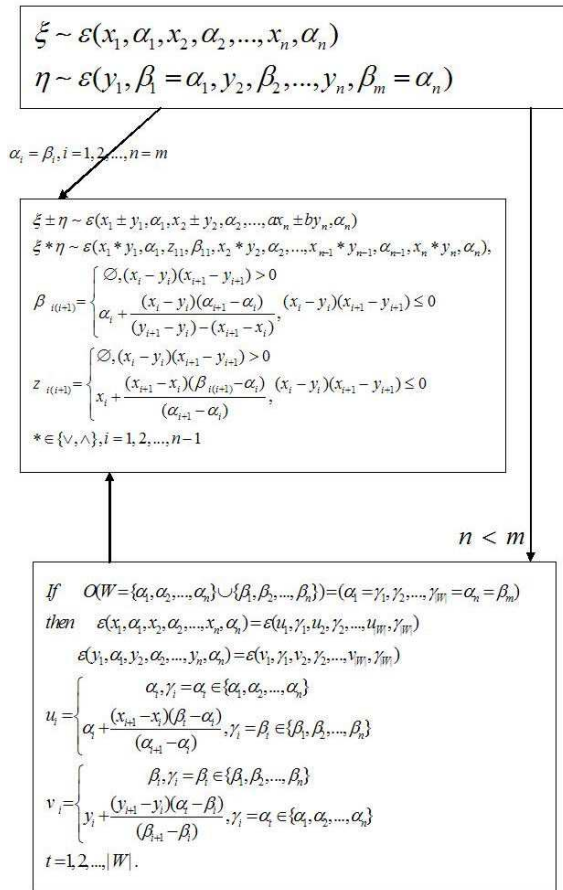 ξ ~ ε(x₁, α₁, x₂, α₂, ..., xₙ, αₙ)
η ~ ε(y₁, β₁ = α₁, y₂, β₂, ..., yₙ, βₘ = αₙ)
αᵢ = βᵢ, i = 1, 2, ..., n = m
ξ ± η ~ ε(x₁ ± y₁, α₁, x₂ ± y₂, α₂, ..., axₙ ± byₙ, αₙ)
ξ * η ~ ε(x₁ * y₁, α₁, z₁₁, β₁₁, x₂ * y₂, α₂, ..., xₙ₋₁ * yₙ₋₁, αₙ₋₁, xₙ * yₙ, αₙ),
β ᵢ₍ᵢ₊₁₎ = { ∅, (xᵢ − yᵢ)(xᵢ₊₁ − yᵢ₊₁) > 0
αᵢ + (xᵢ − yᵢ)(αᵢ₊₁ − αᵢ) / ((yᵢ₊₁ − yᵢ) − (xᵢ₊₁ − xᵢ)), (xᵢ − yᵢ)(xᵢ₊₁ − yᵢ₊₁) ≤ 0
z ᵢ₍ᵢ₊₁₎ = { ∅, (xᵢ − yᵢ)(xᵢ₊₁ − yᵢ₊₁) > 0
xᵢ + (xᵢ₊₁ − xᵢ)(βᵢ₍ᵢ₊₁₎ − αᵢ) / (αᵢ₊₁ − αᵢ), (xᵢ − yᵢ)(xᵢ₊₁ − yᵢ₊₁) ≤ 0
* ∈ {∨, ∧}, i = 1, 2, ..., n − 1
n < m
If O(W = {α₁, α₂, ..., αₙ} ∪ {β₁, β₂, ..., βₙ}) = (α₁ = γ₁, γ₂, ..., γ|W| = αₙ = βₘ)
then ε(x₁, α₁, x₂, α₂, ..., xₙ, αₙ) = ε(u₁, γ₁, u₂, γ₂, ..., u|W|, γ|W|)
ε(y₁, α₁, y₂, α₂, ..., yₙ, αₙ) = ε(v₁, γ₁, v₂, γ₂, ..., v|W|, γ|W|)
uᵢ = { αᵢ, γᵢ = αᵢ ∈ {α₁, α₂, ..., αₙ}
αᵢ + (xᵢ₊₁ − xᵢ)(βᵢ − αᵢ) / (αᵢ₊₁ − αᵢ), γᵢ = βᵢ ∈ {β₁, β₂, ..., βₙ}
vᵢ = { βᵢ, γᵢ = βᵢ ∈ {β₁, β₂, ..., βₙ}
yᵢ + (yᵢ₊₁ − yᵢ)(αᵢ − βᵢ) / (βᵢ₊₁ − βᵢ), γᵢ = αᵢ ∈ {α₁, α₂, ..., αₙ}
t = 1, 2, ..., |W|.